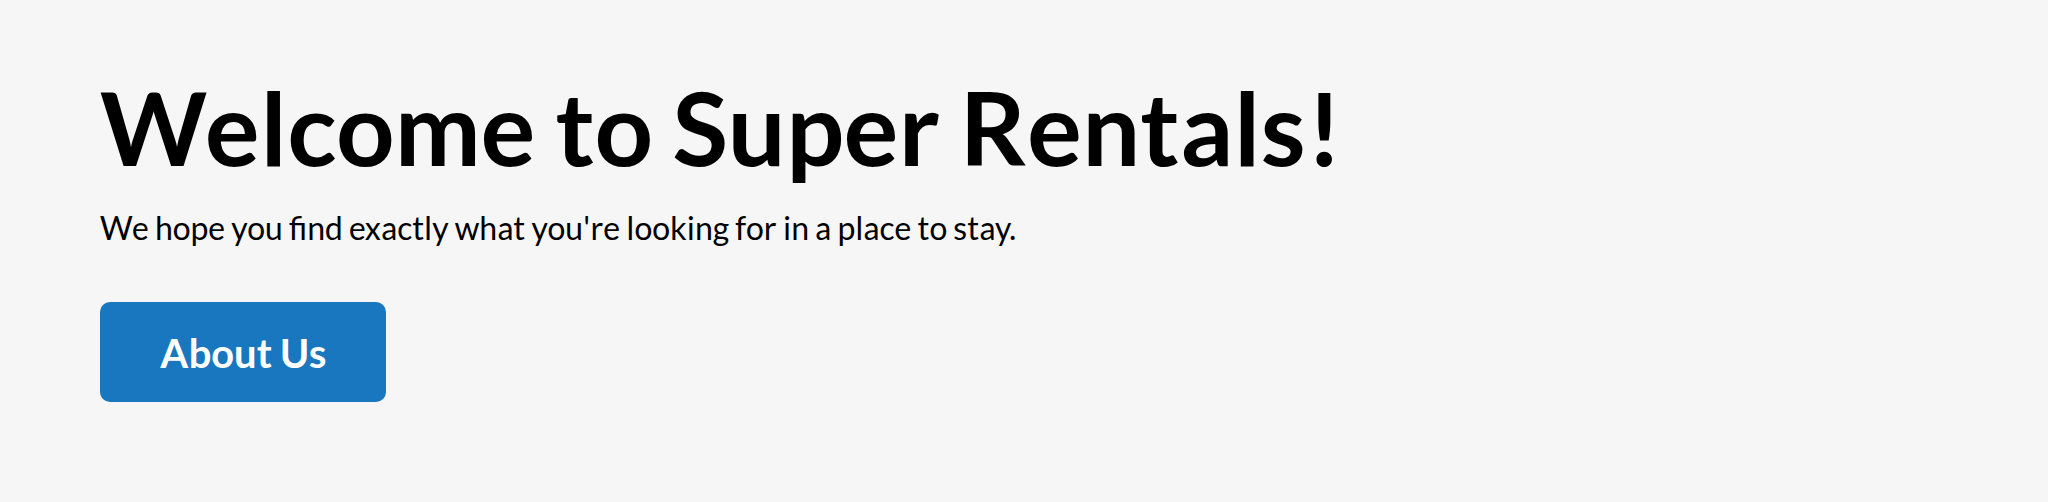 Welcome to Super Rentals!
We hope you find exactly what you're looking for in a place to stay.
About Us